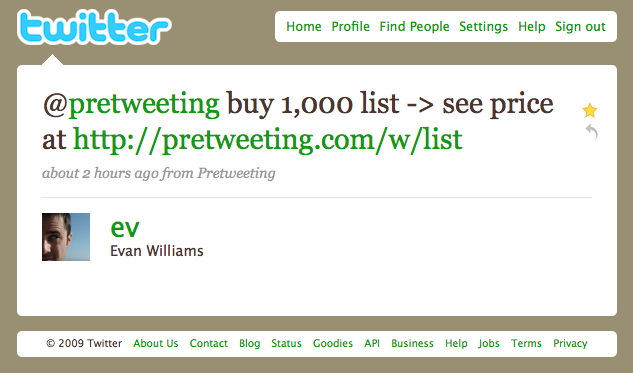 twitter
Home Profile Find People Settings Help Sign out
@pretweeting buy 1,000 list -> see price
at http://pretweeting.com/w/list
about 2 hours ago from Pretweeting
ev
Evan Williams
© 2009 Twitter About Us Contact Blog Status Goodies API Business Help Jobs Terms Privacy